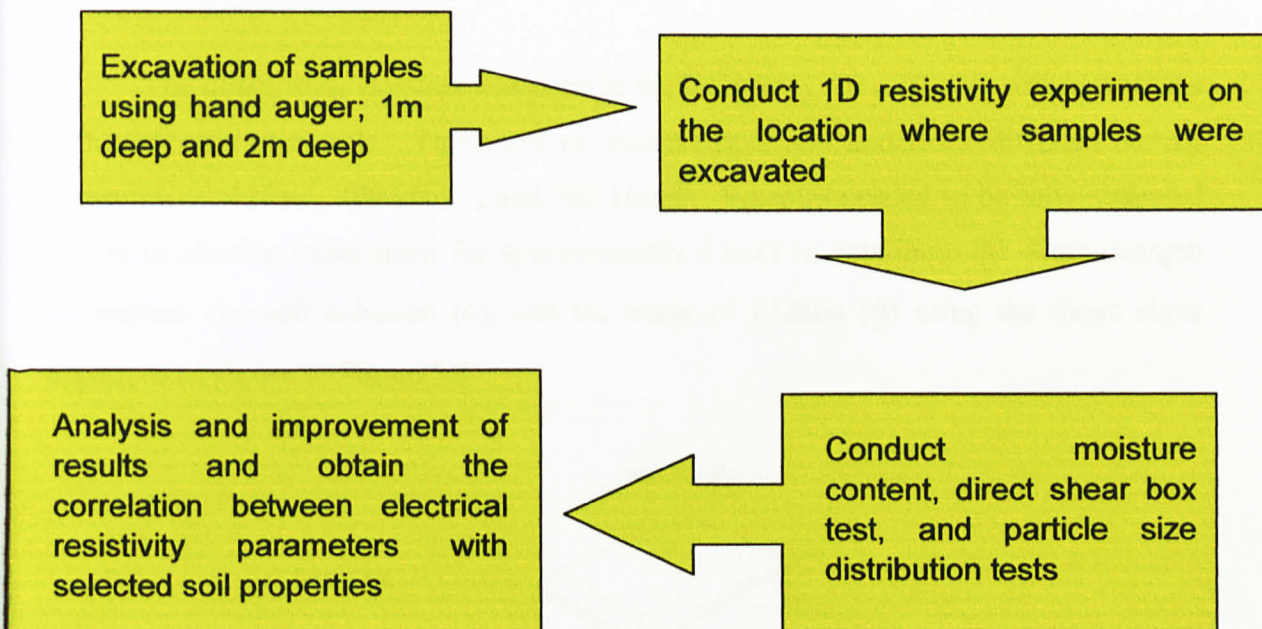 Excavation of samples
using hand auger; 1m
deep and 2m deep
Conduct 1D resistivity experiment on
the location where samples were
excavated
Conduct moisture
content, direct shear box
test, and particle size
distribution tests
Analysis and improvement of
results and obtain the
correlation between electrical
resistivity parameters with
selected soil properties